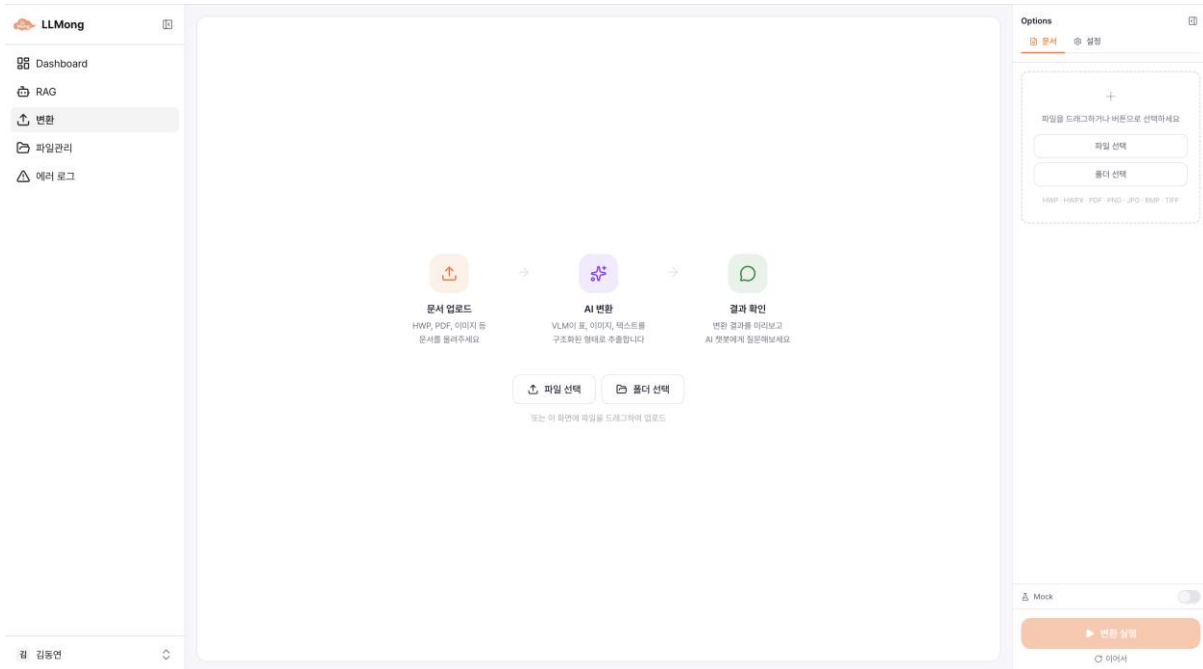 LLMong
Dashboard
RAG
변환
파일관리
에러 로그
김 김동연
문서 업로드
HWP, PDF, 이미지 등
문서를 올려주세요
AI 변환
VLM이 표, 이미지, 텍스트를
구조화된 형태로 추출합니다
결과 확인
변환 결과를 미리보고
AI 챗봇에게 질문해보세요
파일 선택
폴더 선택
또는 이 화면에 파일을 드래그하여 업로드
Options
문서
설정
파일을 드래그하거나 버튼으로 선택하세요
파일 선택
폴더 선택
HWP · HWPX · PDF · PNG · JPG · BMP · TIFF
Mock
변환 실행
이어서